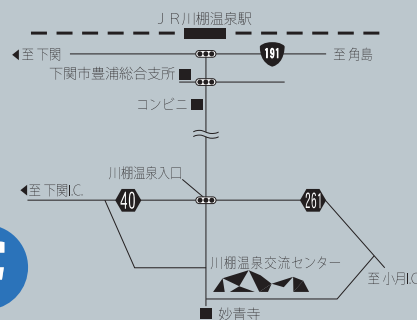 ＪＲ川棚温泉駅
至下関
191
至角島
下関市豊浦総合支所
コンビニ
川棚温泉入口
至下関I.C.
40
261
川棚温泉交流センター
至小月I.C
妙青寺